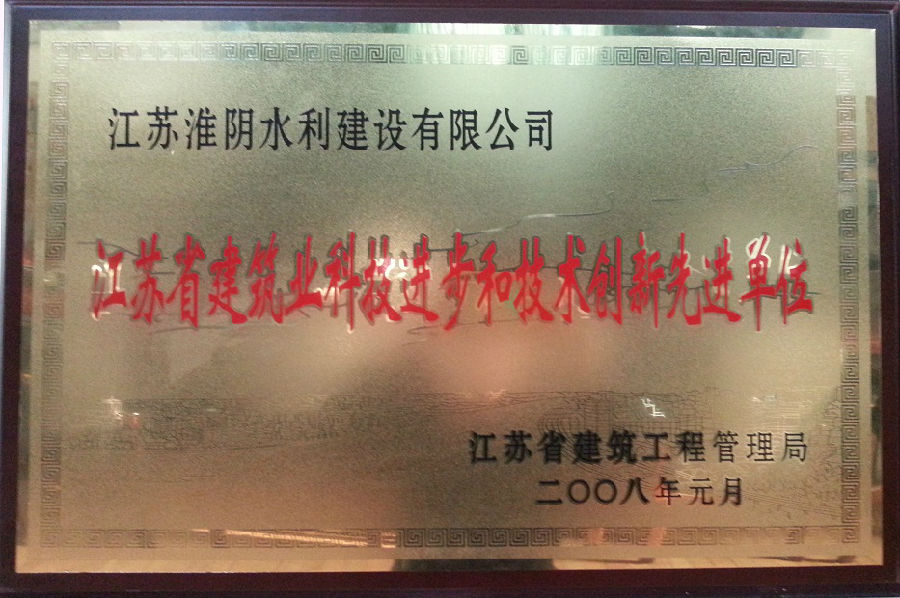 江苏淮阴水利建设有限公司
江苏省建筑业科技进步和技术创新先进单位
江苏省建筑工程管理局
二〇〇八年元月